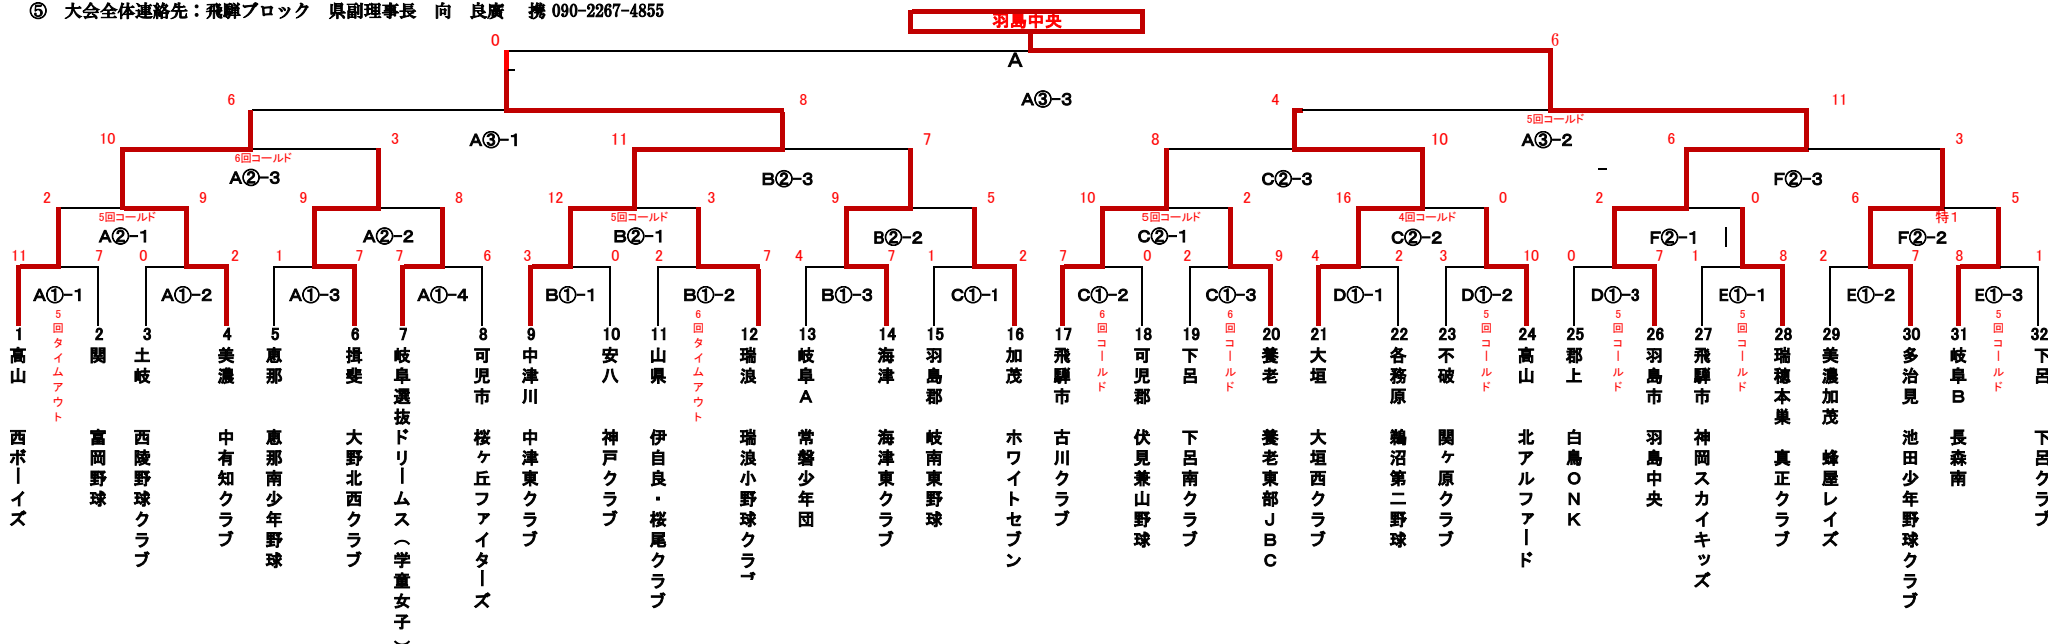 ⑤　大会全体連絡先：飛騨ブロック　県副理事長　向　良廣　携 090-2267-4855
羽島中央
0
6
A
6
8
A③-3
4
11
10
3
A③-1
11
7
8
10
5回コールド
A③-2
6
3
6回コールド
A②-3
B②-3
C②-3
F②-3
2
9
9
8
12
3
9
5
10
2
16
0
2
0
6
5
5回コールド
5回コールド
5回コールド
4回コールド
特1
A②-1
A②-2
B②-1
B②-2
C②-1
C②-2
F②-1
F②-2
11
7
0
2
1
7
7
6
3
0
2
7
4
7
1
2
7
0
2
9
4
2
3
10
0
7
1
8
2
7
8
1
A①-1
A①-2
A①-3
A①-4
B①-1
B①-2
B①-3
C①-1
C①-2
C①-3
D①-1
D①-2
D①-3
E①-1
E①-2
E①-3
5回タイムアウト
6回タイムアウト
6回コールド
6回コールド
5回コールド
5回コールド
5回コールド
5回コールド
1 高山 西ボーイズ
2 関 富岡野球
3 土岐 西陵野球クラブ
4 美濃 中有知クラブ
5 恵那 恵那南少年野球
6 揖斐 大野北西クラブ
7 岐阜選抜ドリームス（学童女子）
8 可児市 桜ヶ丘ファイターズ
9 中津川 中津東クラブ
10 安八 神戸クラブ
11 山県 伊自良・桜尾クラブ
12 瑞浪 瑞浪小野球クラブ
13 岐阜A 常磐少年団
14 海津 海津東クラブ
15 羽島郡 岐南東野球
16 加茂 ホワイトセブン
17 飛騨市 古川クラブ
18 可児郡 伏見兼山野球
19 下呂 下呂南クラブ
20 養老 養老東部JBC
21 大垣 大垣西クラブ
22 各務原 鵜沼第二野球
23 不破 関ヶ原クラブ
24 高山 北アルファード
25 郡上 白鳥ONK
26 羽島市 羽島中央
27 飛騨市 神岡スカイキッズ
28 瑞穂本巣 真正クラブ
29 美濃加茂 蜂屋レイズ
30 多治見 池田少年野球クラブ
31 岐阜B 長森南
32 下呂 下呂クラブ